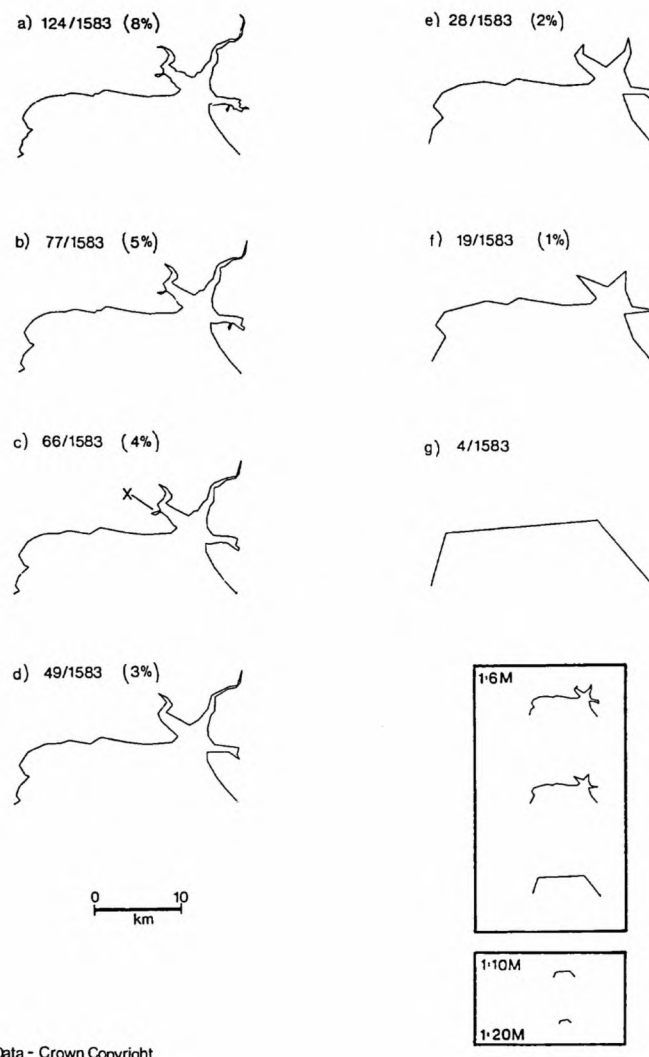 a) 124/1583 (8%)
b) 77/1583 (5%)
c) 66/1583 (4%)
X
d) 49/1583 (3%)
0 10
km
e) 28/1583 (2%)
f) 19/1583 (1%)
g) 4/1583
1:6M
1:10M
1:20M
Data - Crown Copyright